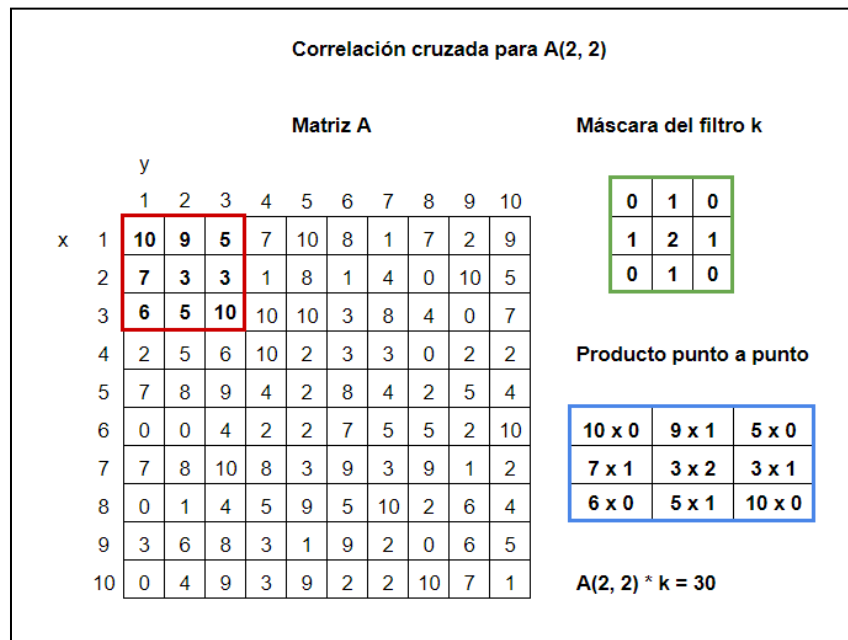 Correlación cruzada para A(2, 2)
Matriz A
Máscara del filtro k
y
1 2 3 4 5 6 7 8 9 10
x 1 10 9 5 7 10 8 1 7 2 9
2 7 3 3 1 8 1 4 0 10 5
3 6 5 10 10 10 3 8 4 0 7
4 2 5 6 10 2 3 3 0 2 2
5 7 8 9 4 2 8 4 2 5 4
6 0 0 4 2 2 7 5 5 2 10
7 7 8 10 8 3 9 3 9 1 2
8 0 1 4 5 9 5 10 2 6 4
9 3 6 8 3 1 9 2 0 6 5
10 0 4 9 3 9 2 2 10 7 1
0 1 0
1 2 1
0 1 0
Producto punto a punto
10 x 0 9 x 1 5 x 0
7 x 1 3 x 2 3 x 1
6 x 0 5 x 1 10 x 0
A(2, 2) * k = 30